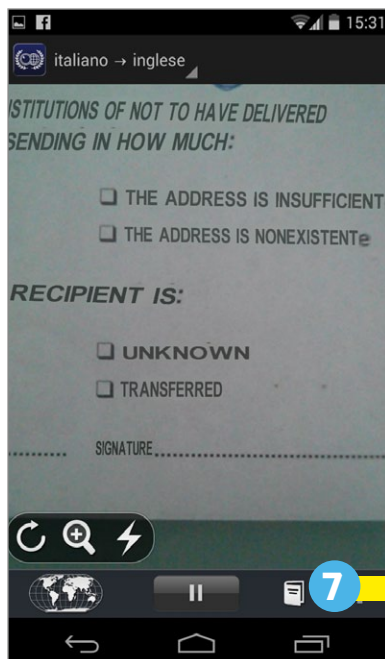 15:31
italiano → inglese
STITUTIONS OF NOT TO HAVE DELIVERED
SENDING IN HOW MUCH:
THE ADDRESS IS INSUFFICIENT
THE ADDRESS IS NONEXISTENTe
RECIPIENT IS:
UNKNOWN
TRANSFERRED
SIGNATURE
7